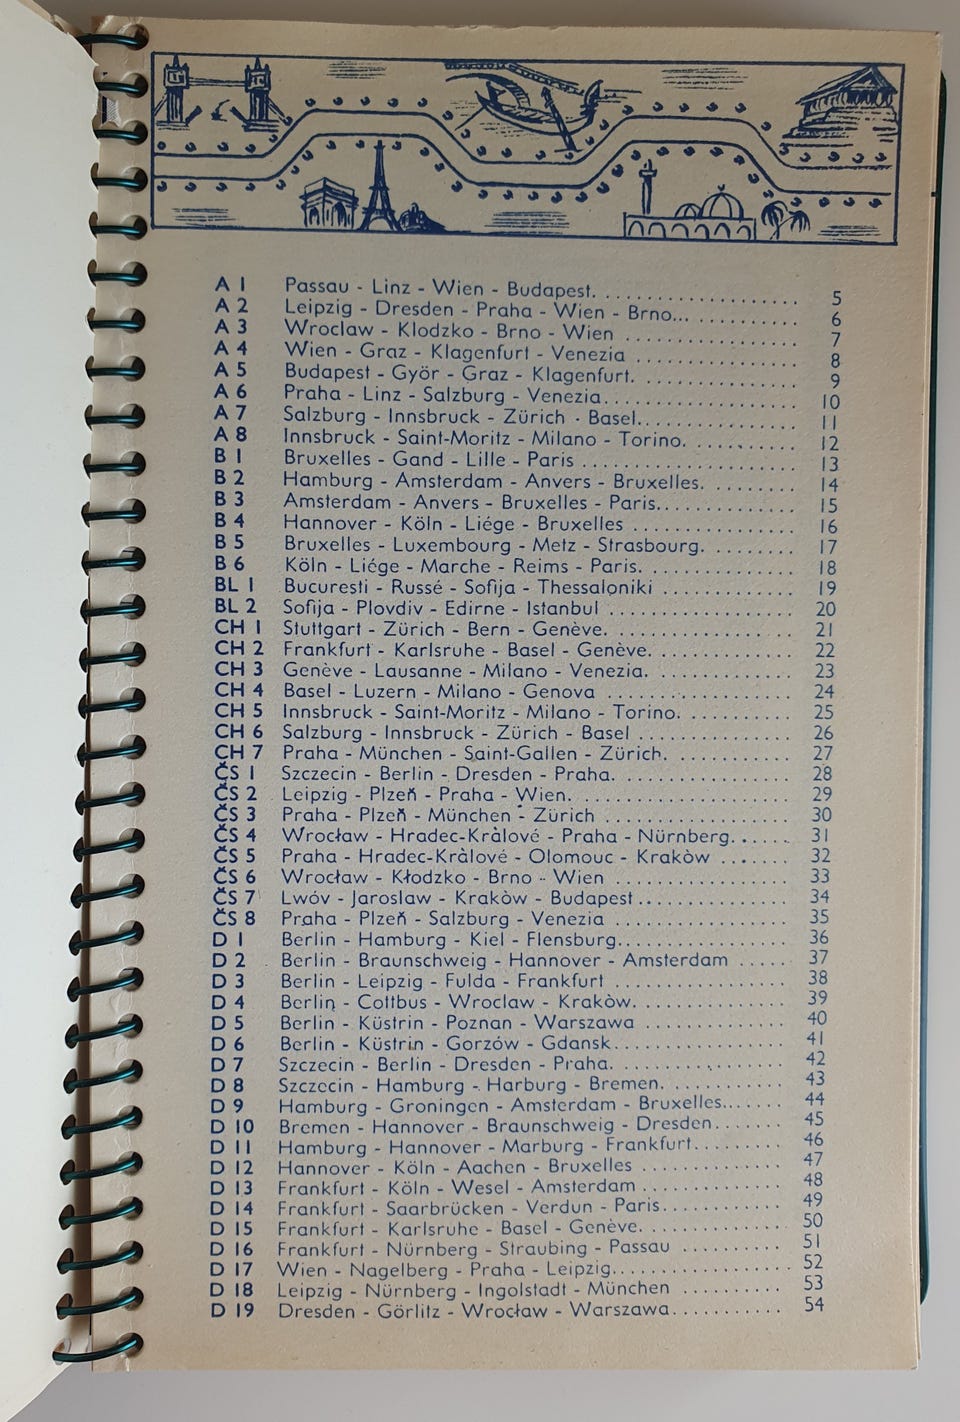 A 1 Passau - Linz - Wien - Budapest. . . . . . . . . . . . . . . . . . . . . . . . 5
A 2 Leipzig - Dresden - Praha - Wien - Brno... . . . . . . . . . . . . 6
A 3 Wroclaw - Klodzko - Brno - Wien . . . . . . . . . . . . . . . . . . . . . 7
A 4 Wien - Graz - Klagenfurt - Venezia . . . . . . . . . . . . . . . . . . . 8
A 5 Budapest - Györ - Graz - Klagenfurt. . . . . . . . . . . . . . . . . . . 9
A 6 Praha - Linz - Salzburg - Venezia. . . . . . . . . . . . . . . . . . . . . . 10
A 7 Salzburg - Innsbruck - Zürich - Basel. . . . . . . . . . . . . . . . . . . 11
A 8 Innsbruck - Saint-Moritz - Milano - Torino. . . . . . . . . . . . . 12
B 1 Bruxelles - Gand - Lille - Paris . . . . . . . . . . . . . . . . . . . . . . . . 13
B 2 Hamburg - Amsterdam - Anvers - Bruxelles. . . . . . . . . . . 14
B 3 Amsterdam - Anvers - Bruxelles - Paris. . . . . . . . . . . . . . . . 15
B 4 Hannover - Köln - Liége - Bruxelles . . . . . . . . . . . . . . . . . . . 16
B 5 Bruxelles - Luxembourg - Metz - Strasbourg. . . . . . . . . . . 17
B 6 Köln - Liége - Marche - Reims - Paris. . . . . . . . . . . . . . . . . . 18
BL 1 Bucuresti - Russé - Sofija - Thessaloniki . . . . . . . . . . . . . . . 19
BL 2 Sofija - Plovdiv - Edirne - Istanbul . . . . . . . . . . . . . . . . . . . . . 20
CH 1 Stuttgart - Zürich - Bern - Genève. . . . . . . . . . . . . . . . . . . . . 21
CH 2 Frankfurt - Karlsruhe - Basel - Genève. . . . . . . . . . . . . . . . . 22
CH 3 Genève - Lausanne - Milano - Venezia. . . . . . . . . . . . . . . . . 23
CH 4 Basel - Luzern - Milano - Genova . . . . . . . . . . . . . . . . . . . . . 24
CH 5 Innsbruck - Saint-Moritz - Milano - Torino. . . . . . . . . . . . . 25
CH 6 Salzburg - Innsbruck - Zürich - Basel . . . . . . . . . . . . . . . . . . 26
CH 7 Praha - München - Saint-Gallen - Zürich. . . . . . . . . . . . . . . 27
ČS 1 Szczecin - Berlin - Dresden - Praha. . . . . . . . . . . . . . . . . . . . 28
ČS 2 Leipzig - Plzeň - Praha - Wien. . . . . . . . . . . . . . . . . . . . . . . . . 29
ČS 3 Praha - Plzeň - München - Zürich . . . . . . . . . . . . . . . . . . . . . 30
ČS 4 Wrocław - Hradec-Kràlové - Praha - Nürnberg. . . . . . . . 31
ČS 5 Praha - Hradec-Kràlové - Olomouc - Kraków . . . . . . . 32
ČS 6 Wrocław - Kłodzko - Brno - Wien . . . . . . . . . . . . . . . . . . . . 33
ČS 7 Lwów - Jaroslaw - Kraków - Budapest . . . . . . . . . . . . . . . . . 34
ČS 8 Praha - Plzeň - Salzburg - Venezia . . . . . . . . . . . . . . . . . . . . 35
D 1 Berlin - Hamburg - Kiel - Flensburg. . . . . . . . . . . . . . . . . . . . 36
D 2 Berlin - Braunschweig - Hannover - Amsterdam . . . . . 37
D 3 Berlin - Leipzig - Fulda - Frankfurt . . . . . . . . . . . . . . . . . . . . 38
D 4 Berlin - Cottbus - Wroclaw - Kraków. . . . . . . . . . . . . . . . . . 39
D 5 Berlin - Küstrin - Poznan - Warszawa . . . . . . . . . . . . . . . . . 40
D 6 Berlin - Küstrin - Gorzów - Gdansk. . . . . . . . . . . . . . . . . . . . 41
D 7 Szczecin - Berlin - Dresden - Praha. . . . . . . . . . . . . . . . . . . . 42
D 8 Szczecin - Hamburg - Harburg - Bremen. . . . . . . . . . . . . . . 43
D 9 Hamburg - Groningen - Amsterdam - Bruxelles. . . . . . . . 44
D 10 Bremen - Hannover - Braunschweig - Dresden. . . . . . . . . 45
D 11 Hamburg - Hannover - Marburg - Frankfurt. . . . . . . . . . . 46
D 12 Hannover - Köln - Aachen - Bruxelles . . . . . . . . . . . . . . . . . 47
D 13 Frankfurt - Köln - Wesel - Amsterdam . . . . . . . . . . . . . . . . . 48
D 14 Frankfurt - Saarbrücken - Verdun - Paris. . . . . . . . . . . . . . . 49
D 15 Frankfurt - Karlsruhe - Basel - Genève. . . . . . . . . . . . . . . . . 50
D 16 Frankfurt - Nürnberg - Straubing - Passau . . . . . . . . . . 51
D 17 Wien - Nagelberg - Praha - Leipzig. . . . . . . . . . . . . . . . . . . . 52
D 18 Leipzig - Nürnberg - Ingolstadt - München . . . . . . . . . . . . 53
D 19 Dresden - Görlitz - Wrocław - Warszawa. . . . . . . . . . . . . . 54